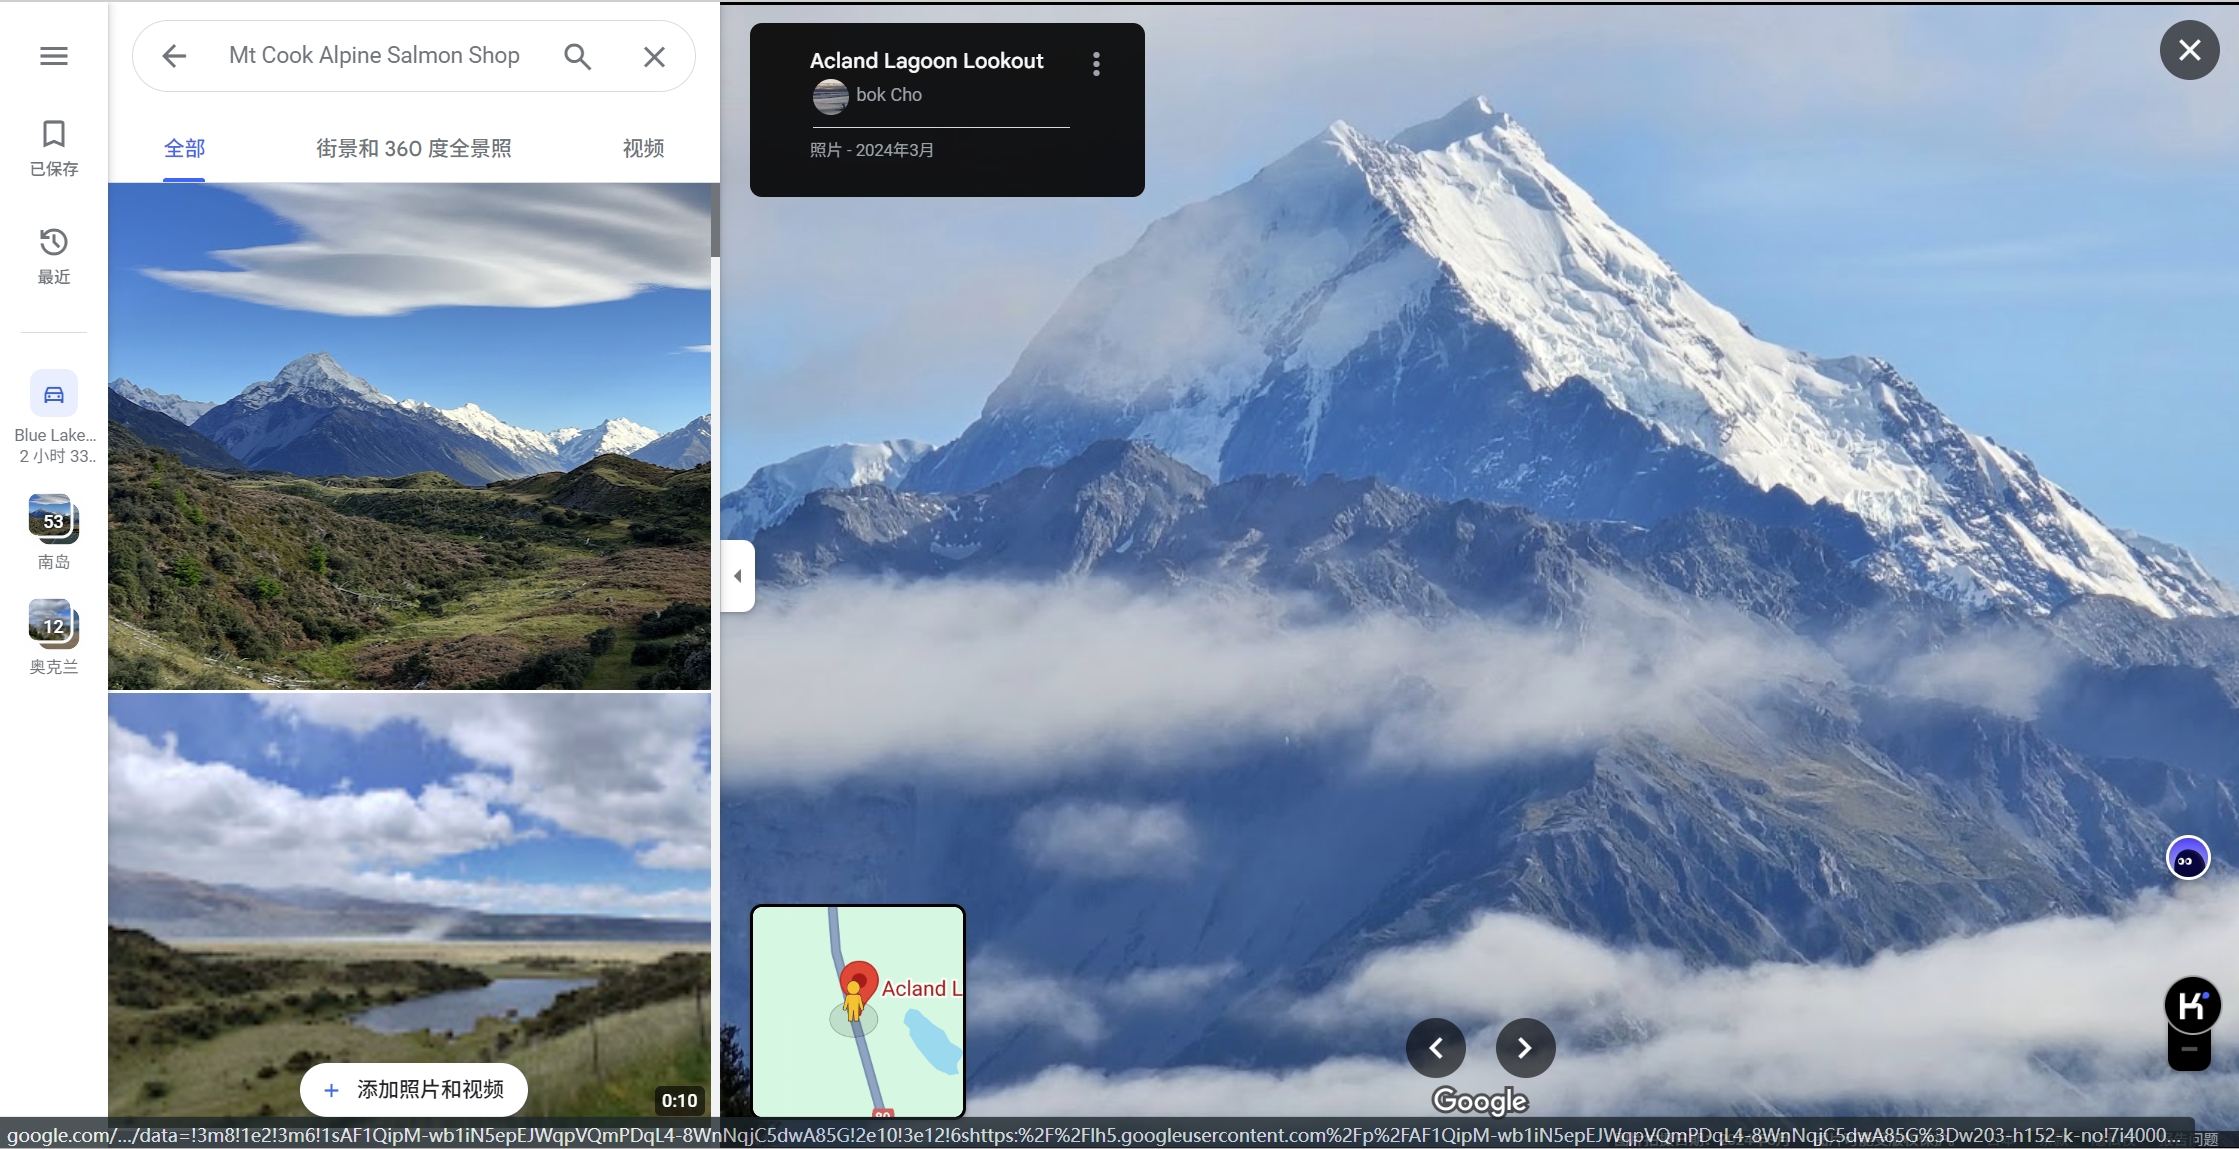 Mt Cook Alpine Salmon Shop
已保存
最近
Blue Lake...
2 小时 33..
53
南岛
12
奥克兰
全部
街景和 360 度全景照
视频
添加照片和视频
0:10
Acland Lagoon Lookout
bok Cho
照片 - 2024年3月
Acland L
80
Google
google.com/.../data=!3m8!1e2!3m6!1sAF1QipM-wb1iN5epEJWqpVQmPDqL4-8WnNqjC5dwA85G!2e10!3e12!6shttps:%2F%2Flh5.googleusercontent.com%2Fp%2FAF1QipM-wb1iN5epEJWqpVQmPDqL4-8WnNqjC5dwA85G%3Dw203-h152-k-no!7i4000...
问题